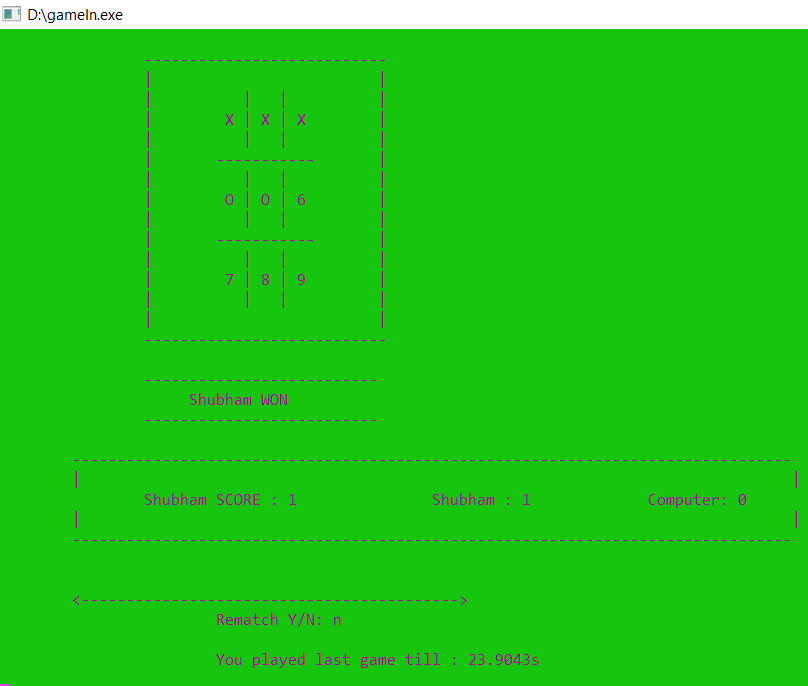 D:\gameIn.exe
X | X | X
O | O | 6
7 | 8 | 9
Shubham WON
Shubham SCORE : 1 Shubham : 1 Computer: 0
Rematch Y/N: n
You played last game till : 23.9043s